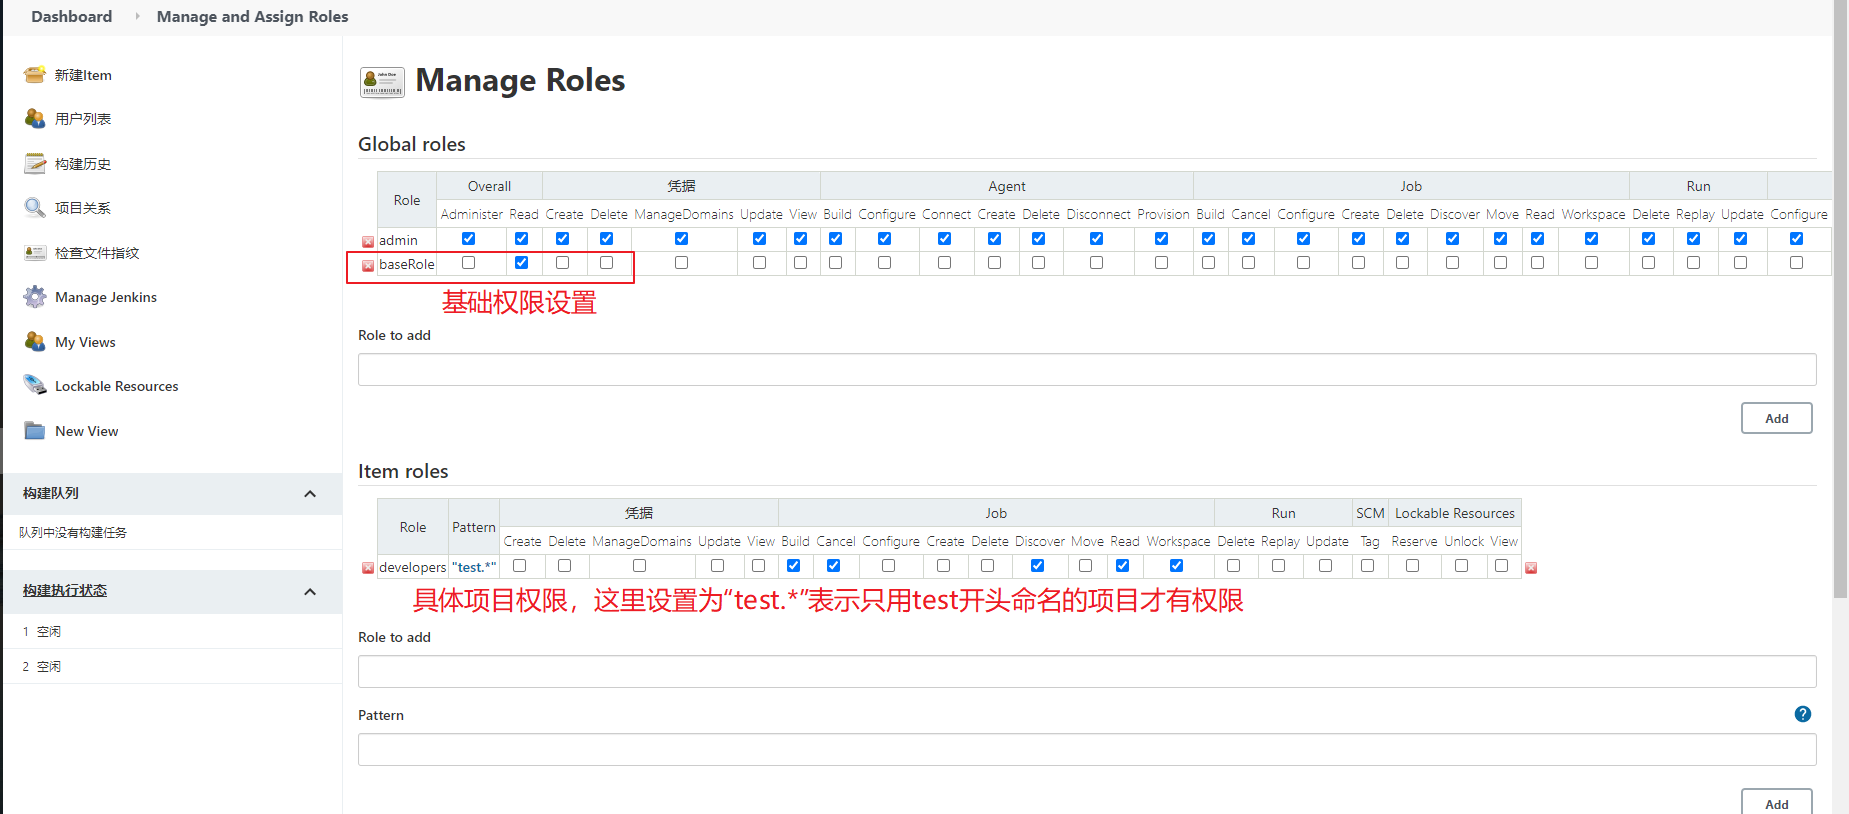 Dashboard Manage and Assign Roles
新建Item
用户列表
构建历史
项目关系
检查文件指纹
Manage Jenkins
My Views
Lockable Resources
New View
构建队列
队列中没有构建任务
构建执行状态
1 空闲
2 空闲
Manage Roles
Global roles
Role Overall 凭据 Agent Job Run
Administer Read Create Delete ManageDomains Update View Build Configure Connect Create Delete Disconnect Provision Build Cancel Configure Create Delete Discover Move Read Workspace Delete Replay Update Configure
admin
baseRole
基础权限设置
Role to add
Add
Item roles
Role Pattern 凭据 Job Run SCM Lockable Resources
Create Delete ManageDomains Update View Build Cancel Configure Create Delete Discover Move Read Workspace Delete Replay Update Tag Reserve Unlock View
developers "test.*"
具体项目权限，这里设置为“test.*”表示只用test开头命名的项目才有权限
Role to add
Pattern
?
Add